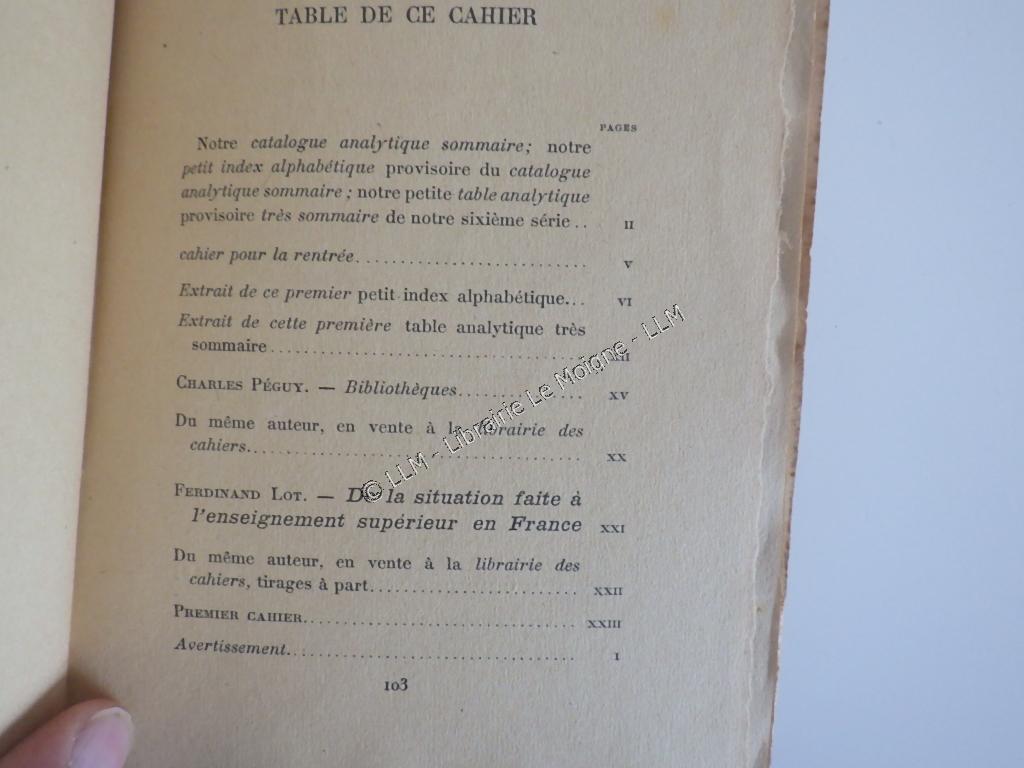 TABLE DE CE CAHIER
PAGES
Notre catalogue analytique sommaire; notre
petit index alphabétique provisoire du catalogue
analytique sommaire; notre petite table analytique
provisoire très sommaire de notre sixième série.. II
cahier pour la rentrée........................... V
Extrait de ce premier petit index alphabétique... VI
Extrait de cette première table analytique très
sommaire........................................
CHARLES PÉGUY. — Bibliothèques............... XV
Du même auteur, en vente à la librairie des
cahiers........................................ XX
FERDINAND LOT. — De la situation faite à
l'enseignement supérieur en France XXI
Du même auteur, en vente à la librairie des
cahiers, tirages à part......................... XXII
PREMIER CAHIER.................................. XXIII
Avertissement................................... I
103
© LLM - Librairie Le Moigne - LLM